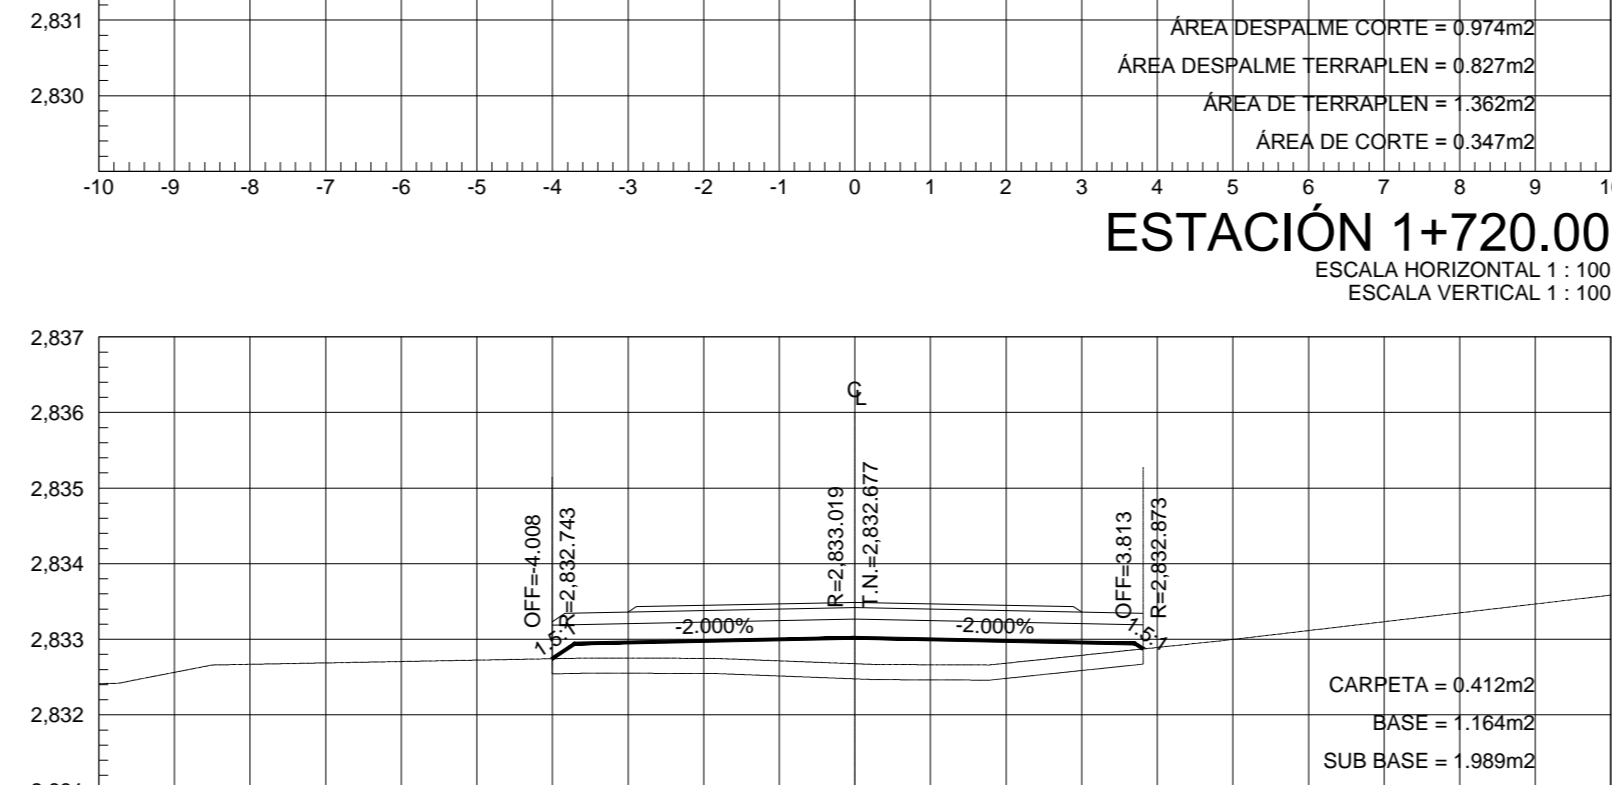 2,831
ÁREA DESPALME CORTE = 0.974m2
ÁREA DESPALME TERRAPLEN = 0.827m2
2,830
ÁREA DE TERRAPLEN = 1.362m2
ÁREA DE CORTE = 0.347m2
-10 -9 -8 -7 -6 -5 -4 -3 -2 -1 0 1 2 3 4 5 6 7 8 9
ESTACIÓN 1+720.00
ESCALA HORIZONTAL 1 : 100
ESCALA VERTICAL 1 : 100
2,837
2,836
CL
2,835
OFF=-4.008
R=2,832.743
R=2,833.019
T.N.=2,832.677
OFF=3.813
R=2,832.873
2,834
2,833
1.5:1
-2.000%
-2.000%
1.5:1
CARPETA = 0.412m2
2,832
BASE = 1.164m2
SUB BASE = 1.989m2